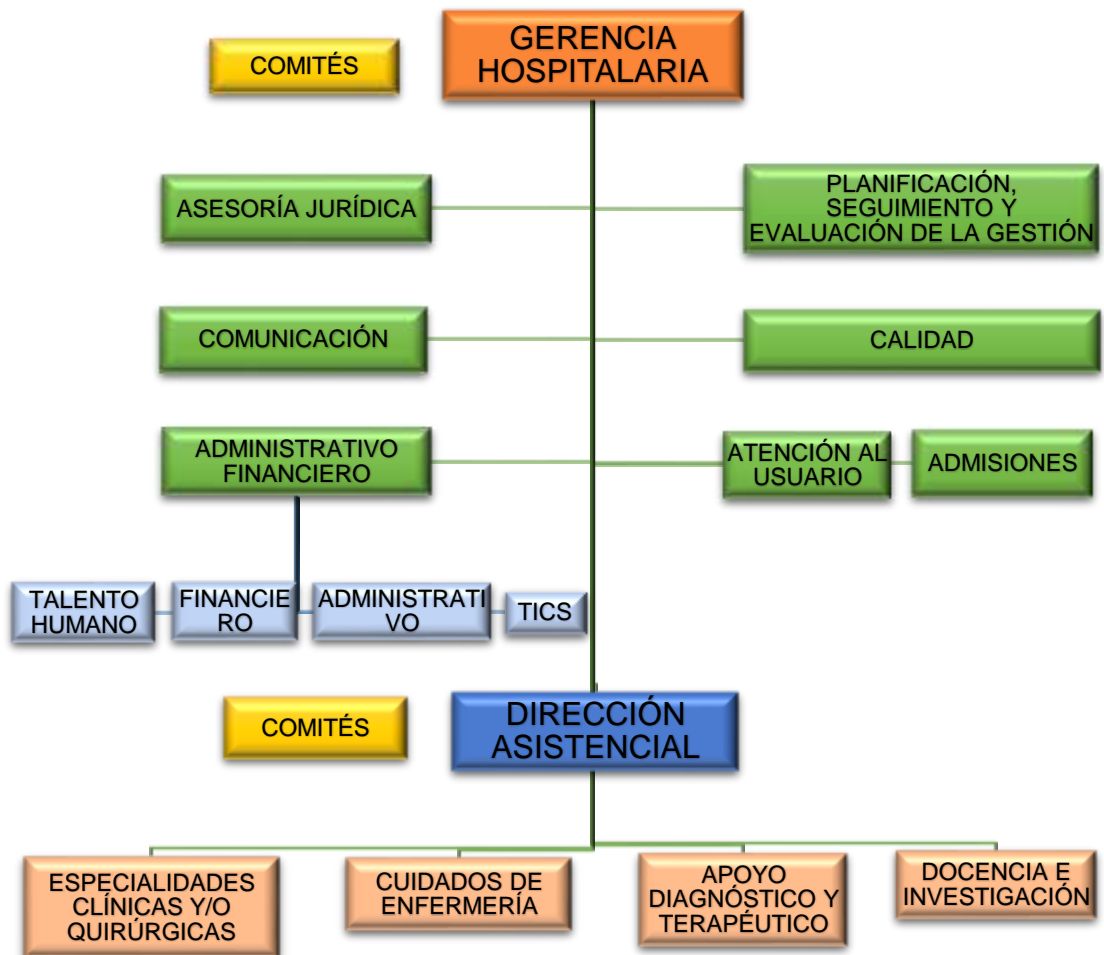 GERENCIA
HOSPITALARIA
COMITÉS
ASESORÍA JURÍDICA
PLANIFICACIÓN,
SEGUIMIENTO Y
EVALUACIÓN DE LA GESTIÓN
COMUNICACIÓN
CALIDAD
ADMINISTRATIVO
FINANCIERO
ATENCIÓN AL
USUARIO
ADMISIONES
TALENTO
HUMANO
FINANCIE
RO
ADMINISTRATI
VO
TICS
COMITÉS
DIRECCIÓN
ASISTENCIAL
ESPECIALIDADES
CLÍNICAS Y/O
QUIRÚRGICAS
CUIDADOS DE
ENFERMERÍA
APOYO
DIAGNÓSTICO Y
TERAPÉUTICO
DOCENCIA E
INVESTIGACIÓN